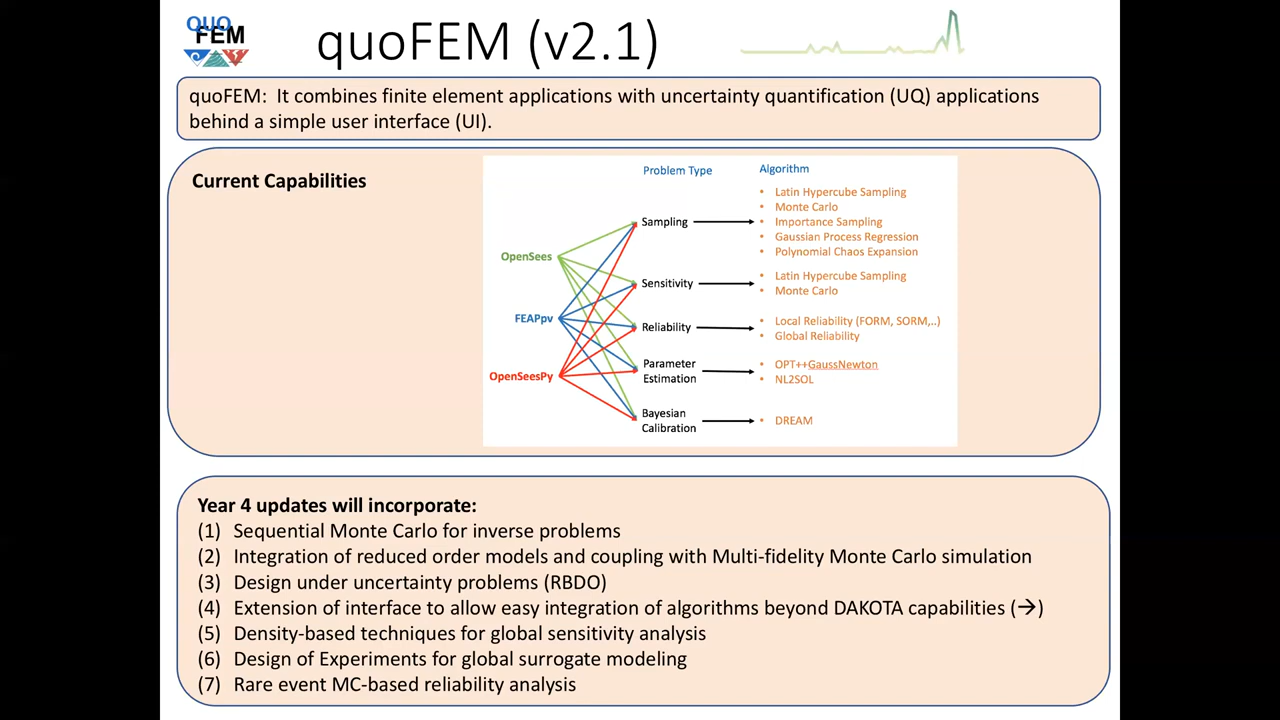 QUO
FEM
quoFEM (v2.1)
quoFEM: It combines finite element applications with uncertainty quantification (UQ) applications
behind a simple user interface (UI).
Current Capabilities
Problem Type
Algorithm
OpenSees
FEAPpv
OpenSeesPy
Sampling
• Latin Hypercube Sampling
• Monte Carlo
• Importance Sampling
• Gaussian Process Regression
• Polynomial Chaos Expansion
Sensitivity
• Latin Hypercube Sampling
• Monte Carlo
Reliability
• Local Reliability (FORM, SORM,..)
• Global Reliability
Parameter
Estimation
• OPT++GaussNewton
• NL2SOL
Bayesian
Calibration
• DREAM
Year 4 updates will incorporate:
(1) Sequential Monte Carlo for inverse problems
(2) Integration of reduced order models and coupling with Multi-fidelity Monte Carlo simulation
(3) Design under uncertainty problems (RBDO)
(4) Extension of interface to allow easy integration of algorithms beyond DAKOTA capabilities (→)
(5) Density-based techniques for global sensitivity analysis
(6) Design of Experiments for global surrogate modeling
(7) Rare event MC-based reliability analysis